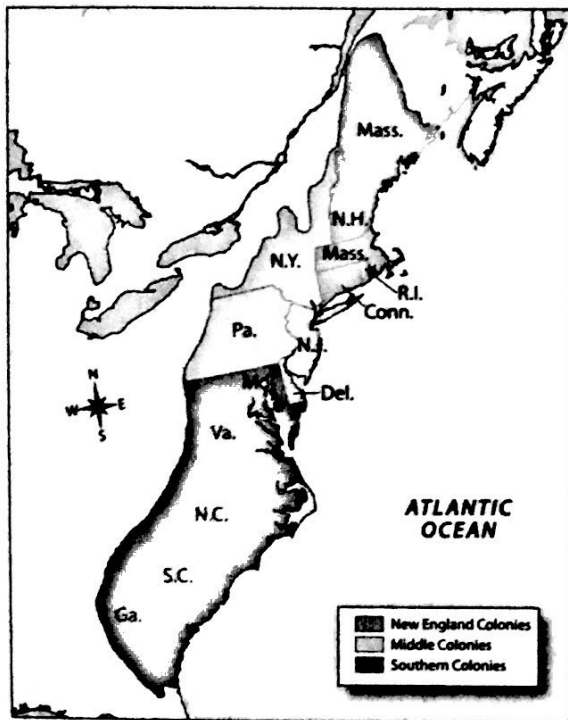 Mass.
N.H.
Mass.
N.Y.
R.I.
Conn.
Pa.
N.J.
Md.
Del.
N
W E
S
Va.
ATLANTIC
OCEAN
N.C.
S.C.
Ga.
New England Colonies
Middle Colonies
Southern Colonies